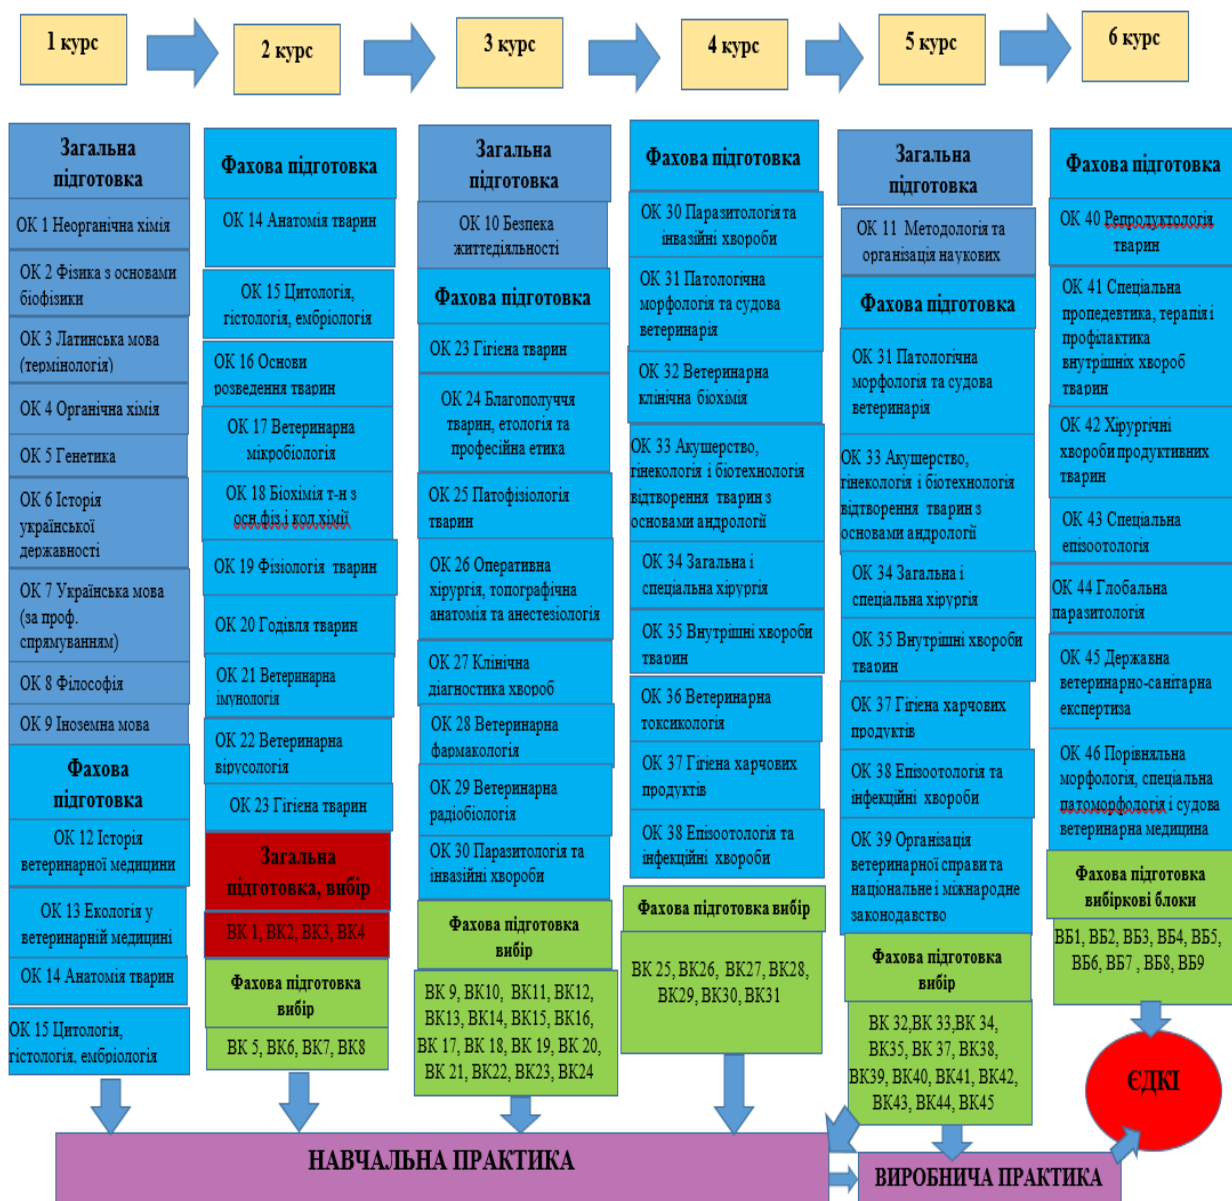 1 курс
2 курс
3 курс
4 курс
5 курс
6 курс
Загальна
підготовка
ОК 1 Неорганічна хімія
ОК 2 Фізика з основами
біофізики
ОК 3 Латинська мова
(термінологія)
ОК 4 Органічна хімія
ОК 5 Генетика
ОК 6 Історія
української
державності
ОК 7 Українська мова
(за проф.
спрямуванням)
ОК 8 Філософія
ОК 9 Іноземна мова
Фахова
підготовка
ОК 12 Історія
ветеринарної медицини
ОК 13 Екологія у
ветеринарній медицині
ОК 14 Анатомія тварин
ОК 15 Цитологія,
гістологія, ембріологія
Фахова підготовка
ОК 14 Анатомія тварин
ОК 15 Цитологія,
гістологія, ембріологія
ОК 16 Основи
розведення тварин
ОК 17 Ветеринарна
мікробіологія
ОК 18 Біохімія т-н з
осн.фіз.і кол.хімії
ОК 19 Фізіологія тварин
ОК 20 Годівля тварин
ОК 21 Ветеринарна
імунологія
ОК 22 Ветеринарна
вірусологія
ОК 23 Гігієна тварин
Загальна
підготовка, вибір
ВК 1, ВК2, ВК3, ВК4
Фахова підготовка
вибір
ВК 5, ВК6, ВК7, ВК8
Загальна
підготовка
ОК 10 Безпека
життєдіяльності
Фахова підготовка
ОК 23 Гігієна тварин
ОК 24 Благополуччя
тварин, етологія та
професійна етика
ОК 25 Патофізіологія
тварин
ОК 26 Оперативна
хірургія, топографічна
анатомія та анестезіологія
ОК 27 Клінічна
діагностика хвороб
ОК 28 Ветеринарна
фармакологія
ОК 29 Ветеринарна
радіобіологія
ОК 30 Паразитологія та
інвазійні хвороби
Фахова підготовка
вибір
ВК 9, ВК10, ВК11, ВК12,
ВК13, ВК14, ВК15, ВК16,
ВК 17, ВК 18, ВК 19, ВК 20,
ВК 21, ВК22, ВК23, ВК24
Фахова підготовка
ОК 30 Паразитологія та
інвазійні хвороби
ОК 31 Патологічна
морфологія та судова
ветеринарія
ОК 32 Ветеринарна
клінічна біохімія
ОК 33 Акушерство,
гінекологія і біотехнологія
відтворення тварин з
основами андрології
ОК 34 Загальна і
спеціальна хірургія
ОК 35 Внутрішні хвороби
тварин
ОК 36 Ветеринарна
токсикологія
ОК 37 Гігієна харчових
продуктів
ОК 38 Епізоотологія та
інфекційні хвороби
Фахова підготовка вибір
ВК 25, ВК26, ВК27, ВК28,
ВК29, ВК30, ВК31
Загальна
підготовка
ОК 11 Методологія та
організація наукових
Фахова підготовка
ОК 31 Патологічна
морфологія та судова
ветеринарія
ОК 33 Акушерство,
гінекологія і біотехнологія
відтворення тварин з
основами андрології
ОК 34 Загальна і
спеціальна хірургія
ОК 35 Внутрішні хвороби
тварин
ОК 37 Гігієна харчових
продуктів
ОК 38 Епізоотологія та
інфекційні хвороби
ОК 39 Організація
ветеринарної справи та
національне і міжнародне
законодавство
Фахова підготовка
вибір
ВК 32,ВК 33,ВК 34,
ВК35, ВК 37, ВК38,
ВК39, ВК40, ВК41, ВК42,
ВК43, ВК44, ВК45
Фахова підготовка
ОК 40 Репродуктологія
тварин
ОК 41 Спеціальна
пропедевтика, терапія і
профілактика
внутрішніх хвороб
тварин
ОК 42 Хірургічні
хвороби продуктивних
тварин
ОК 43 Спеціальна
епізоотологія
ОК 44 Глобальна
паразитологія
ОК 45 Державна
ветеринарно-санітарна
експертиза
ОК 46 Порівняльна
морфологія, спеціальна
патоморфологія і судова
ветеринарна медицина
Фахова підготовка
вибіркові блоки
ВБ1, ВБ2, ВБ3, ВБ4, ВБ5,
ВБ6, ВБ7 , ВБ8, ВБ9
ЄДКІ
НАВЧАЛЬНА ПРАКТИКА
ВИРОБНИЧА ПРАКТИКА